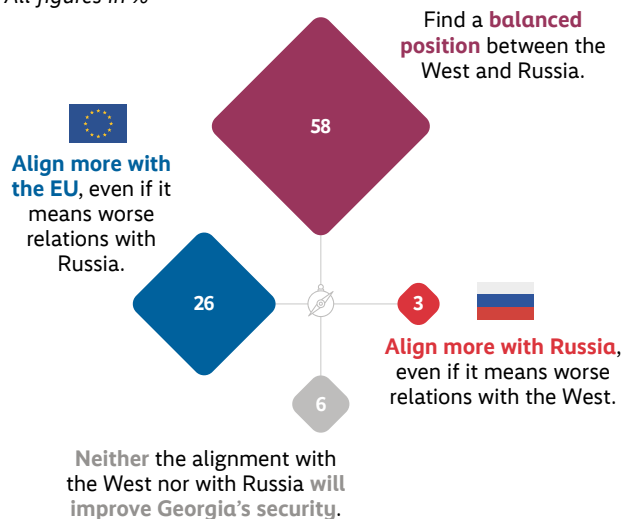 All figures in %
Find a balanced
position between the
West and Russia.
58
Align more with
the EU, even if it
means worse
relations with
Russia.
26
3
Align more with Russia,
even if it means worse
relations with the West.
6
Neither the alignment with
the West nor with Russia will
improve Georgia's security.